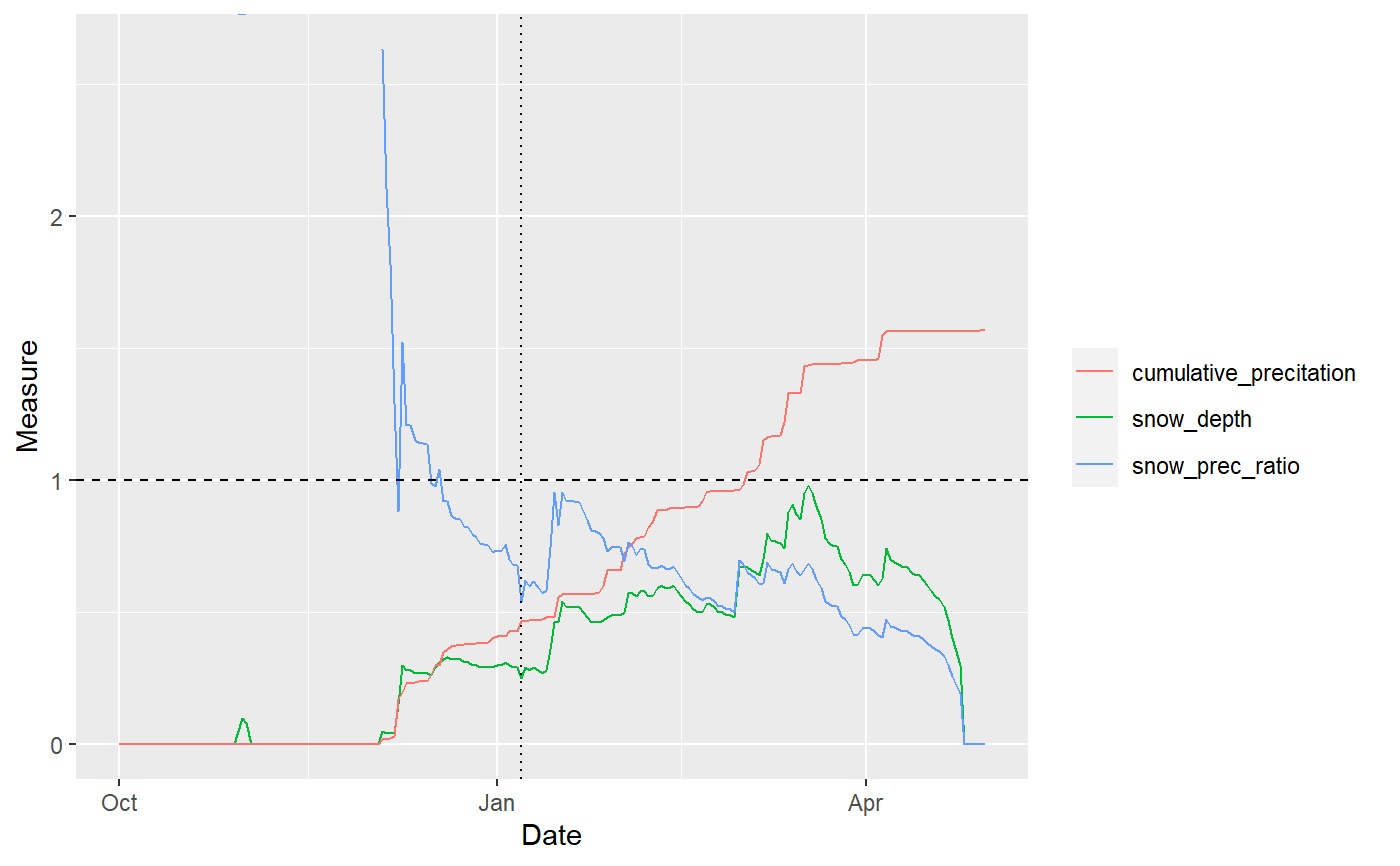 Measure
2
1
0
Oct
Jan
Apr
Date
cumulative_precitation
snow_depth
snow_prec_ratio